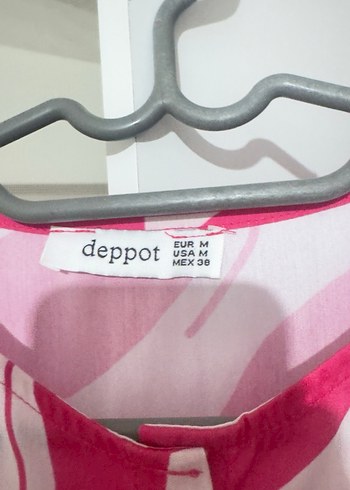 deppot
EUR M
USA M
MEX 38